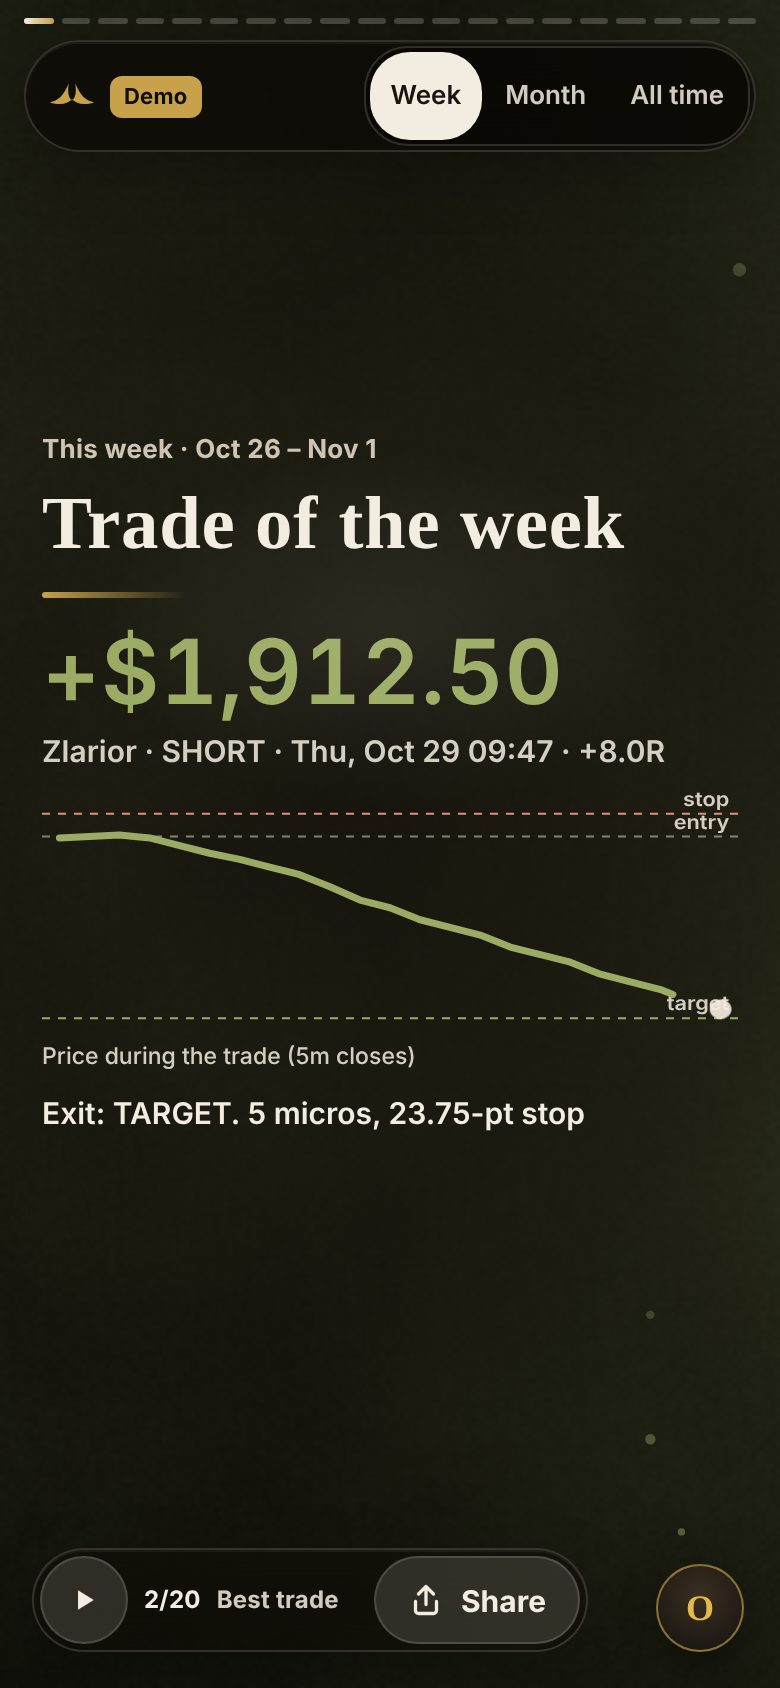 Demo
Week
Month
All time
This week · Oct 26 – Nov 1
Trade of the week
+$1,912.50
Zlarior · SHORT · Thu, Oct 29 09:47 · +8.0R
stop
entry
target
Price during the trade (5m closes)
Exit: TARGET. 5 micros, 23.75-pt stop
2/20 Best trade
Share
O